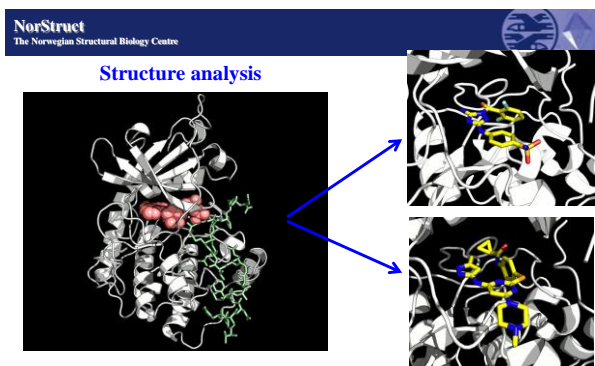 NorStruct
The Norwegian Structural Biology Centre
Structure analysis